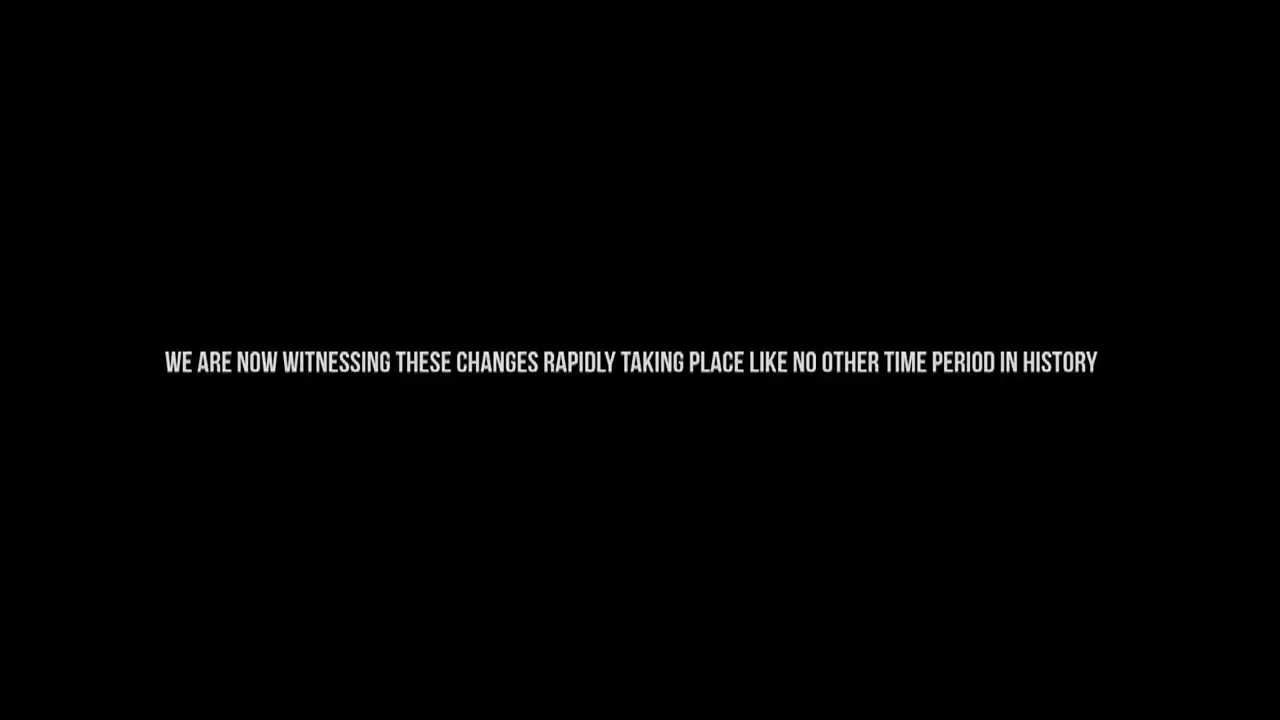 WE ARE NOW WITNESSING THESE CHANGES RAPIDLY TAKING PLACE LIKE NO OTHER TIME PERIOD IN HISTORY